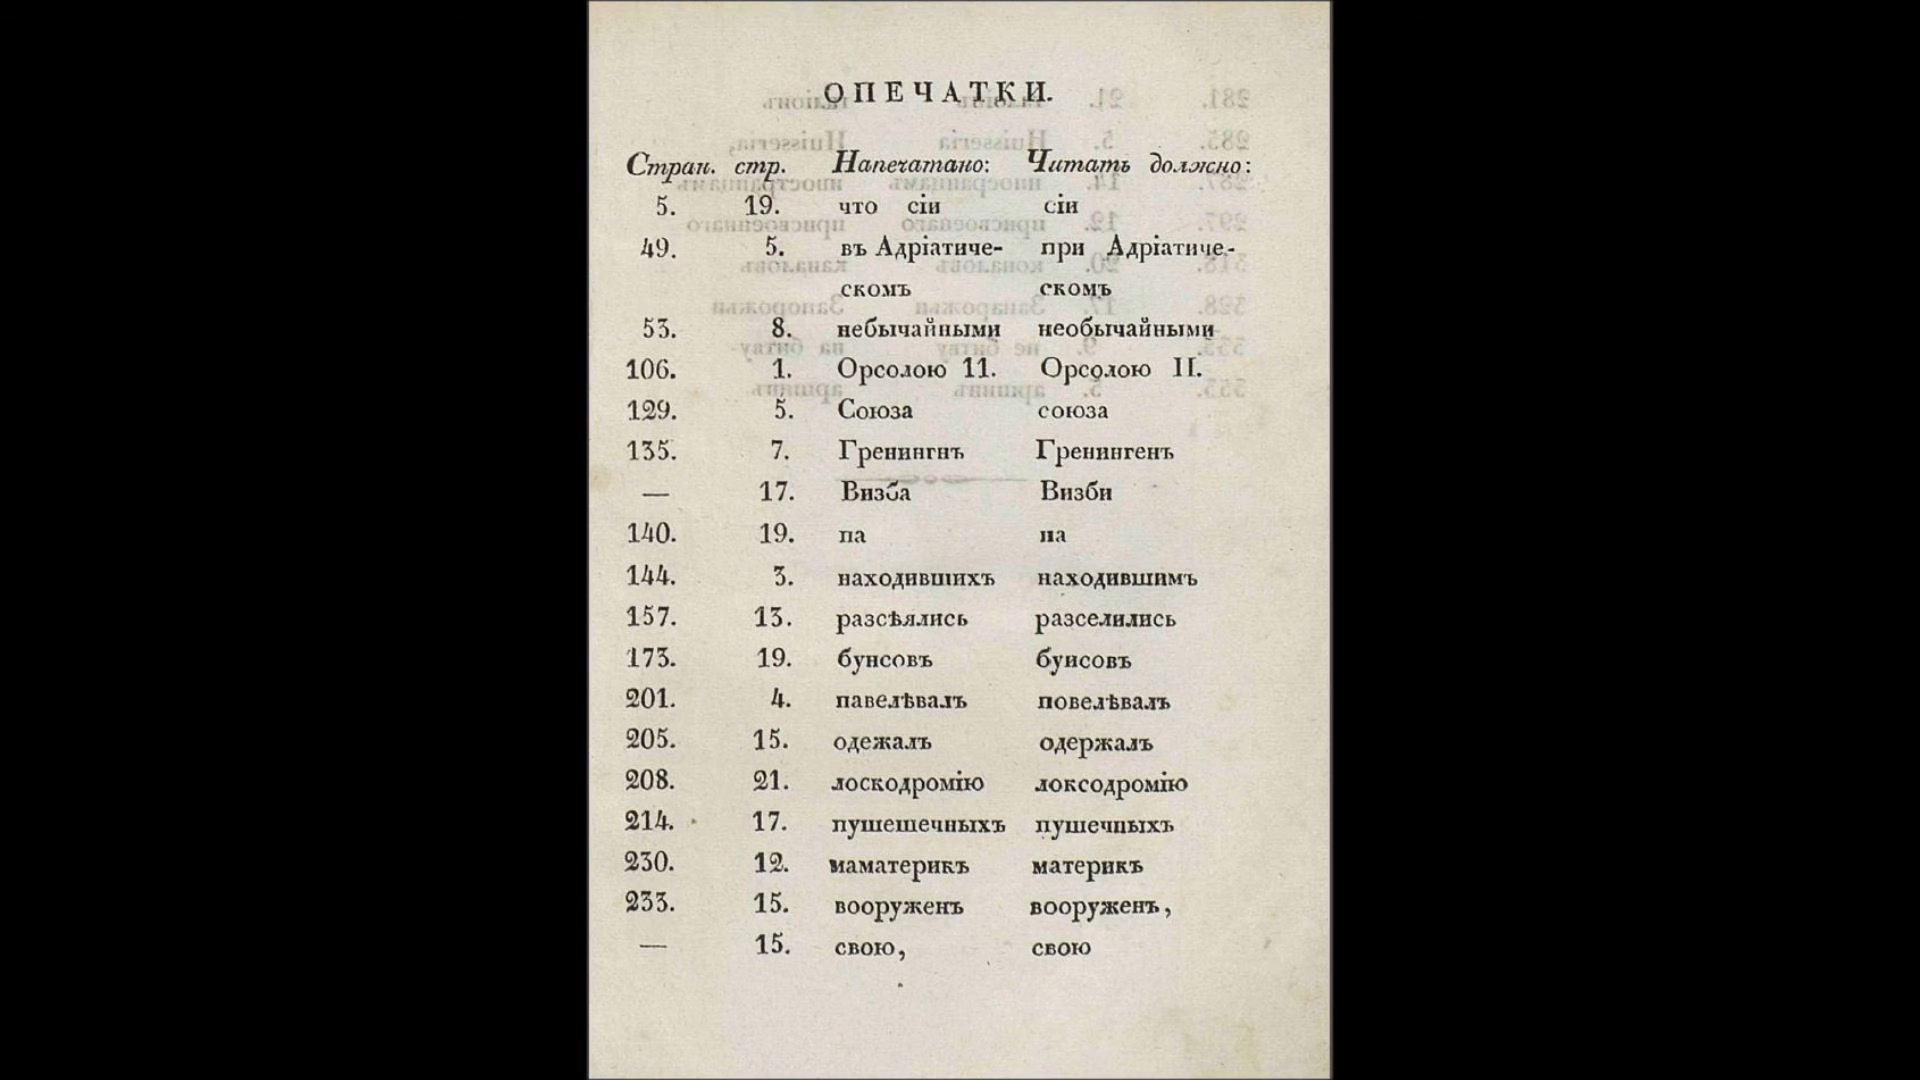 ОПЕЧАТКИ.
Стран. стр. Напечатано: Читать должно:
5. 19. что сіи сіи
49. 5. въ Адріатиче- при Адріатиче-
скомъ скомъ
53. 8. небычайными необычайными
106. 1. Орсолою 11. Орсолою II.
129. 5. Союза союза
135. 7. Гренингнъ Гренингенъ
— 17. Визба Визби
140. 19. па на
144. 3. находившихъ находившимъ
157. 13. разсѣялись разселились
173. 19. бунсовъ буисовъ
201. 4. павелѣвалъ повелѣвалъ
205. 15. одежалъ одержалъ
208. 21. лоскодромію локсодромію
214. 17. пушешечныхъ пушечныхъ
230. 12. маматерикъ материкъ
233. 15. вооруженъ вооруженъ,
— 15. свою, свою